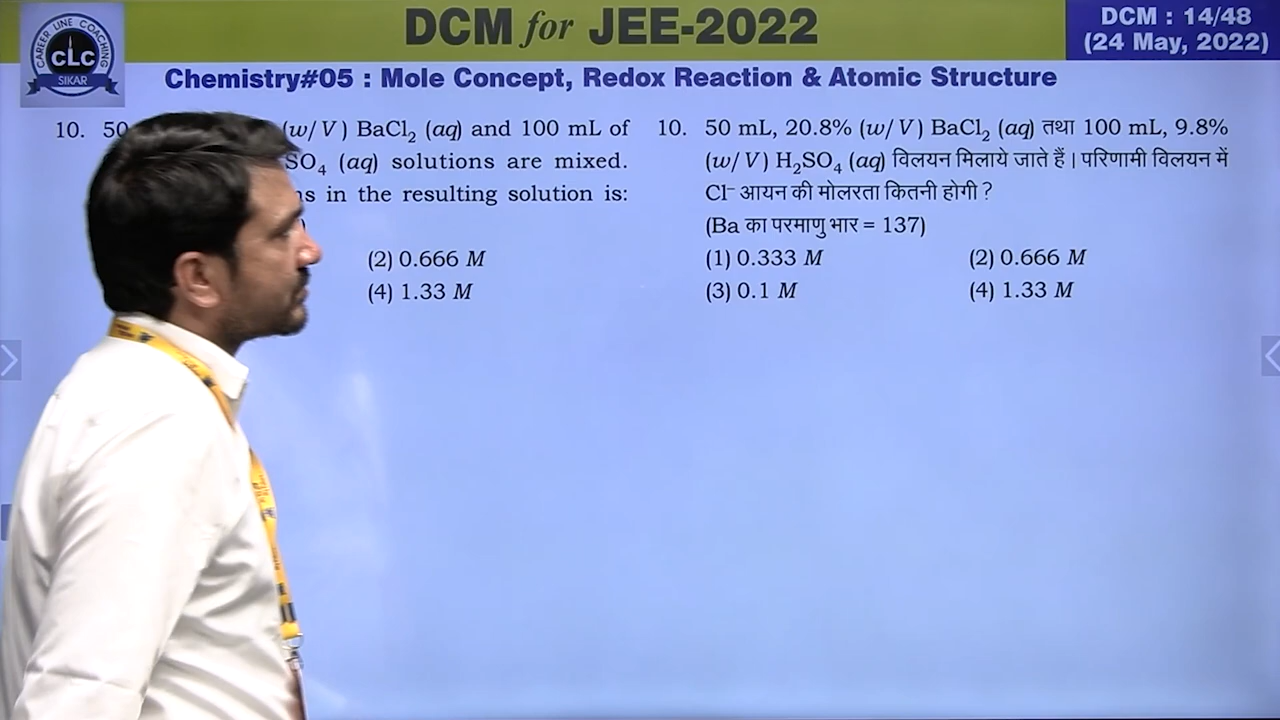 DCM for JEE-2022
DCM : 14/48
(24 May, 2022)
CAREER LINE COACHING
CLC
SIKAR
Chemistry#05 : Mole Concept, Redox Reaction & Atomic Structure
10. 50 (w/V) BaCl₂ (aq) and 100 mL of
SO₄ (aq) solutions are mixed.
in the resulting solution is:
(2) 0.666 M
(4) 1.33 M
10. 50 mL, 20.8% (w/V) BaCl₂ (aq) तथा 100 mL, 9.8%
(w/V) H₂SO₄ (aq) विलयन मिलाये जाते हैं। परिणामी विलयन में
Cl⁻ आयन की मोलरता कितनी होगी ?
(Ba का परमाणु भार = 137)
(1) 0.333 M (2) 0.666 M
(3) 0.1 M (4) 1.33 M